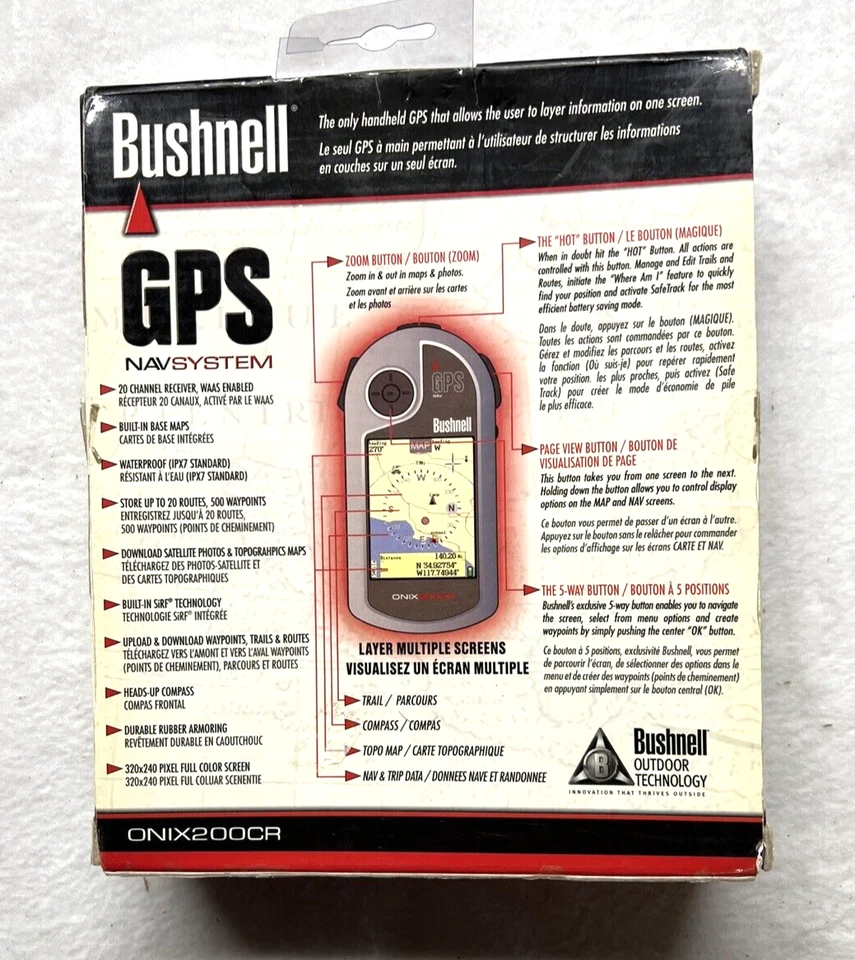 Bushnell®
The only handheld GPS that allows the user to layer information on one screen.
Le seul GPS à main permettant à l'utilisateur de structurer les informations
en couches sur un seul écran.
GPS
NAVSYSTEM
20 CHANNEL RECEIVER, WAAS ENABLED
RÉCEPTEUR 20 CANAUX, ACTIVÉ PAR LE WAAS
BUILT-IN BASE MAPS
CARTES DE BASE INTÉGRÉES
WATERPROOF (IPX7 STANDARD)
RÉSISTANT À L'EAU (IPX7 STANDARD)
STORE UP TO 20 ROUTES, 500 WAYPOINTS
ENTREGISTREZ JUSQU'À 20 ROUTES,
500 WAYPOINTS (POINTS DE CHEMINEMENT)
DOWNLOAD SATELLITE PHOTOS & TOPOGRAHPICS MAPS
TÉLÉCHARGEZ DES PHOTOS-SATELLITE ET
DES CARTES TOPOGRAPHIQUES
BUILT-IN SiRF® TECHNOLOGY
TECHNOLOGIE SiRF® INTÉGRÉE
UPLOAD & DOWNLOAD WAYPOINTS, TRAILS & ROUTES
TÉLÉCHARGEZ VERS L'AMONT ET VERS L'AVAL WAYPOINTS
(POINTS DE CHEMINEMENT), PARCOURS ET ROUTES
HEADS-UP COMPASS
COMPAS FRONTAL
DURABLE RUBBER ARMORING
REVÊTEMENT DURABLE EN CAOUTCHOUC
320x240 PIXEL FULL COLOR SCREEN
320x240 PIXEL FUL COLUAR SCENENTIE
ZOOM BUTTON / BOUTON (ZOOM)
Zoom in & out in maps & photos.
Zoom avant et arrière sur les cartes
et les photos
GPS
NAV
Bushnell
heading
270°
MAP
heading
W
W
S
N
E
Distance
140.20 Mi
N 34.92754°
W117.74944°
ONIX200CR
LAYER MULTIPLE SCREENS
VISUALISEZ UN ÉCRAN MULTIPLE
TRAIL / PARCOURS
COMPASS / COMPAS
TOPO MAP / CARTE TOPOGRAPHIQUE
NAV & TRIP DATA / DONNEES NAVE ET RANDONNEE
THE "HOT" BUTTON / LE BOUTON (MAGIQUE)
When in doubt hit the "HOT" Button. All actions are
controlled with this button. Manage and Edit Trails and
Routes, initiate the "Where Am I" feature to quickly
find your position and activate SafeTrack for the most
efficient battery saving mode.
Dans le doute, appuyez sur le bouton (MAGIQUE).
Toutes les actions sont commandées par ce bouton.
Gérez et modifiez les parcours et les routes, activez
la fonction (Où suis-je) pour repérer rapidement
votre position. les plus proches, puis activez (Safe
Track) pour créer le mode d'économie de pile
le plus efficace.
PAGE VIEW BUTTON / BOUTON DE
VISUALISATION DE PAGE
This button takes you from one screen to the next.
Holding down the button allows you to control display
options on the MAP and NAV screens.
Ce bouton vous permet de passer d'un écran à l'autre.
Appuyez sur le bouton sans le relâcher pour commander
les options d'affichage sur les écrans CARTE ET NAV.
THE 5-WAY BUTTON / BOUTON À 5 POSITIONS
Bushnell's exclusive 5-way button enables you to navigate
the screen, select from menu options and create
waypoints by simply pushing the center "OK" button.
Ce bouton à 5 positions, exclusivité Bushnell, vous permet
de parcourir l'écran, de sélectionner des options dans le
menu et de créer des waypoints (points de cheminement)
en appuyant simplement sur le bouton central (OK).
B
Bushnell
OUTDOOR
TECHNOLOGY
INNOVATION THAT THRIVES OUTSIDE
ONIX200CR